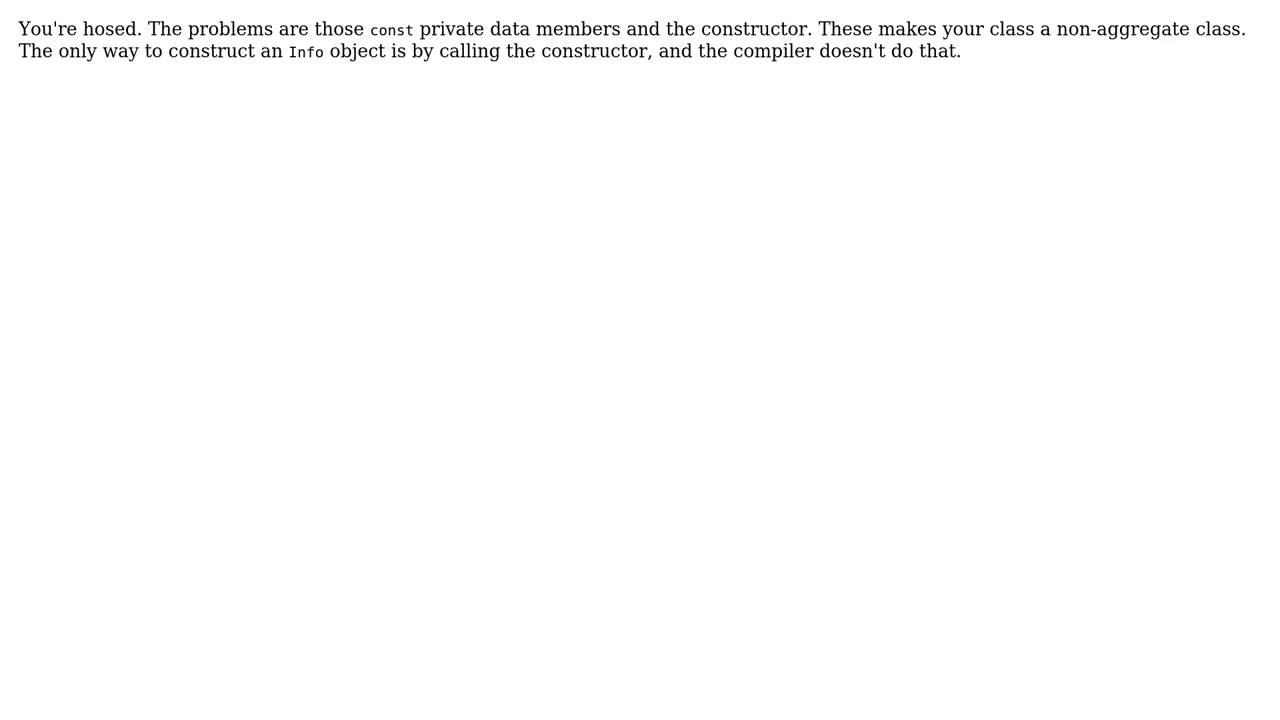 You're hosed. The problems are those const private data members and the constructor. These makes your class a non-aggregate class.
The only way to construct an Info object is by calling the constructor, and the compiler doesn't do that.